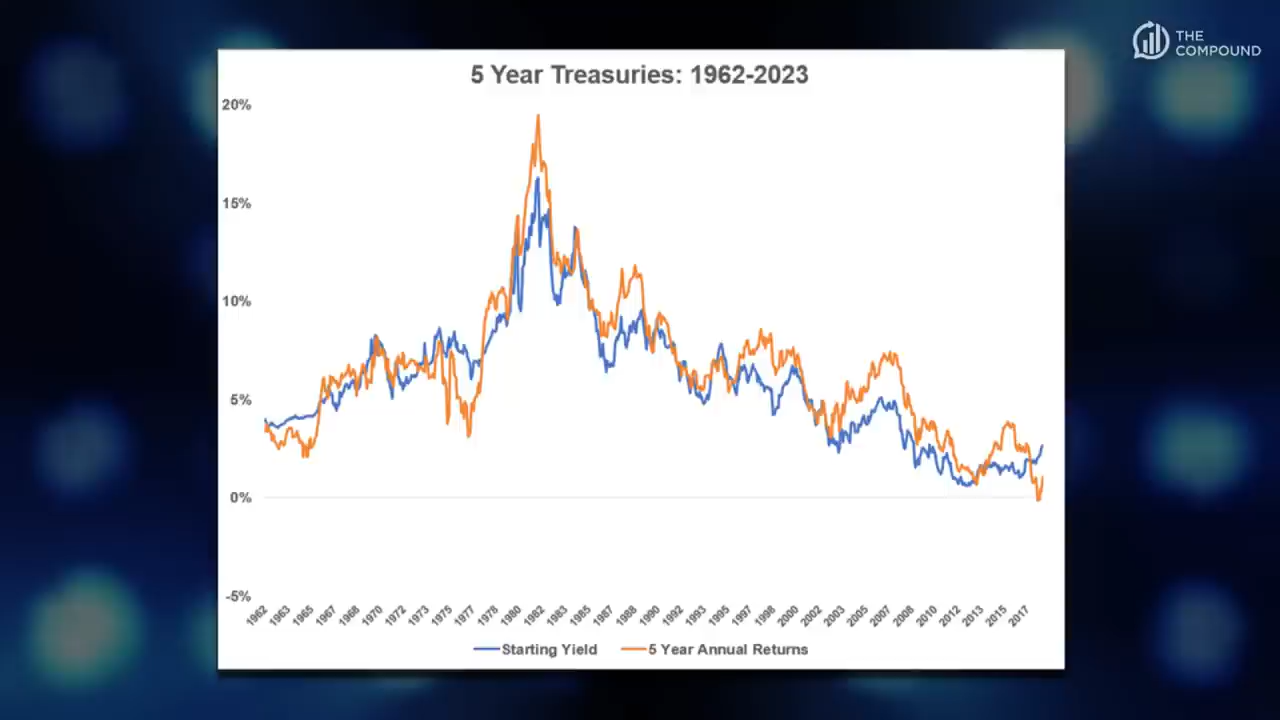 THE
COMPOUND
5 Year Treasuries: 1962-2023
20%
15%
10%
5%
0%
-5%
1962 1963 1965 1967 1968 1970 1972 1973 1975 1977 1978 1980 1982 1983 1985 1987 1988 1990 1992 1993 1995 1997 1998 2000 2002 2003 2005 2007 2008 2010 2012 2013 2015 2017
Starting Yield 5 Year Annual Returns